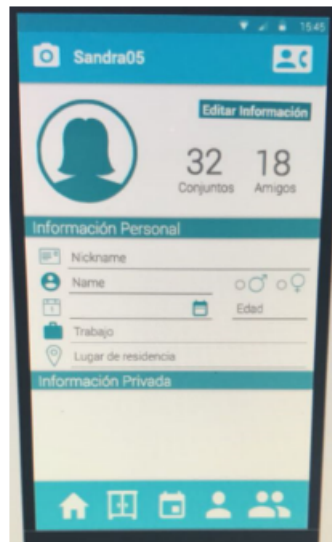 15:45
Sandra05
Editar Información
32 18
Conjuntos Amigos
Información Personal
Nickname
Name
Edad
Trabajo
Lugar de residencia
Información Privada